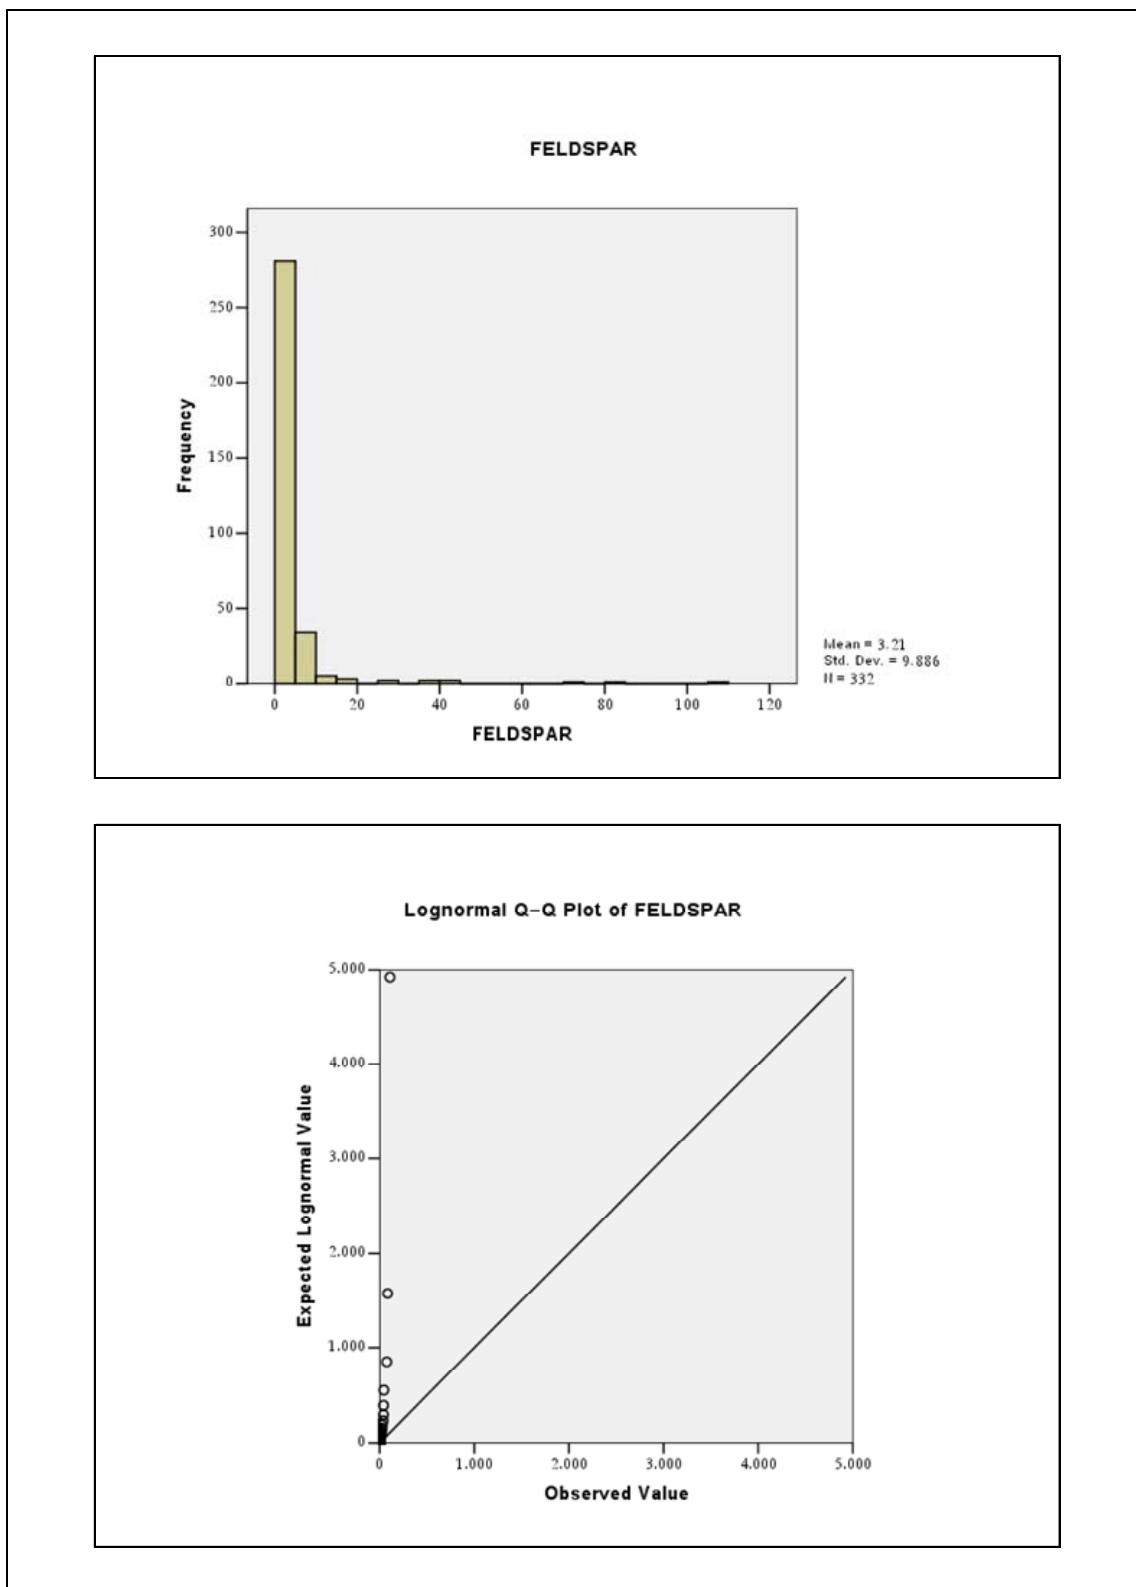 FELDSPAR
300
250
200
150
100
50
0
Frequency
0 20 40 60 80 100 120
FELDSPAR
Mean = 3.21
Std. Dev. = 9.886
N = 332
Lognormal Q-Q Plot of FELDSPAR
5.000
4.000
3.000
2.000
1.000
0
Expected Lognormal Value
0 1.000 2.000 3.000 4.000 5.000
Observed Value